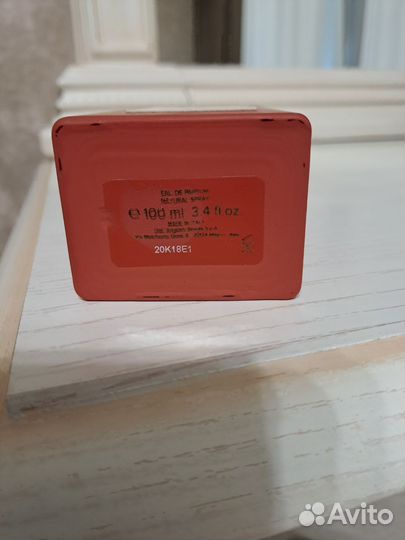 EAU DE PARFUM
NATURAL SPRAY
℮ 100 ml 3.4 fl oz
MADE IN ITALY
20K18E1
Avito